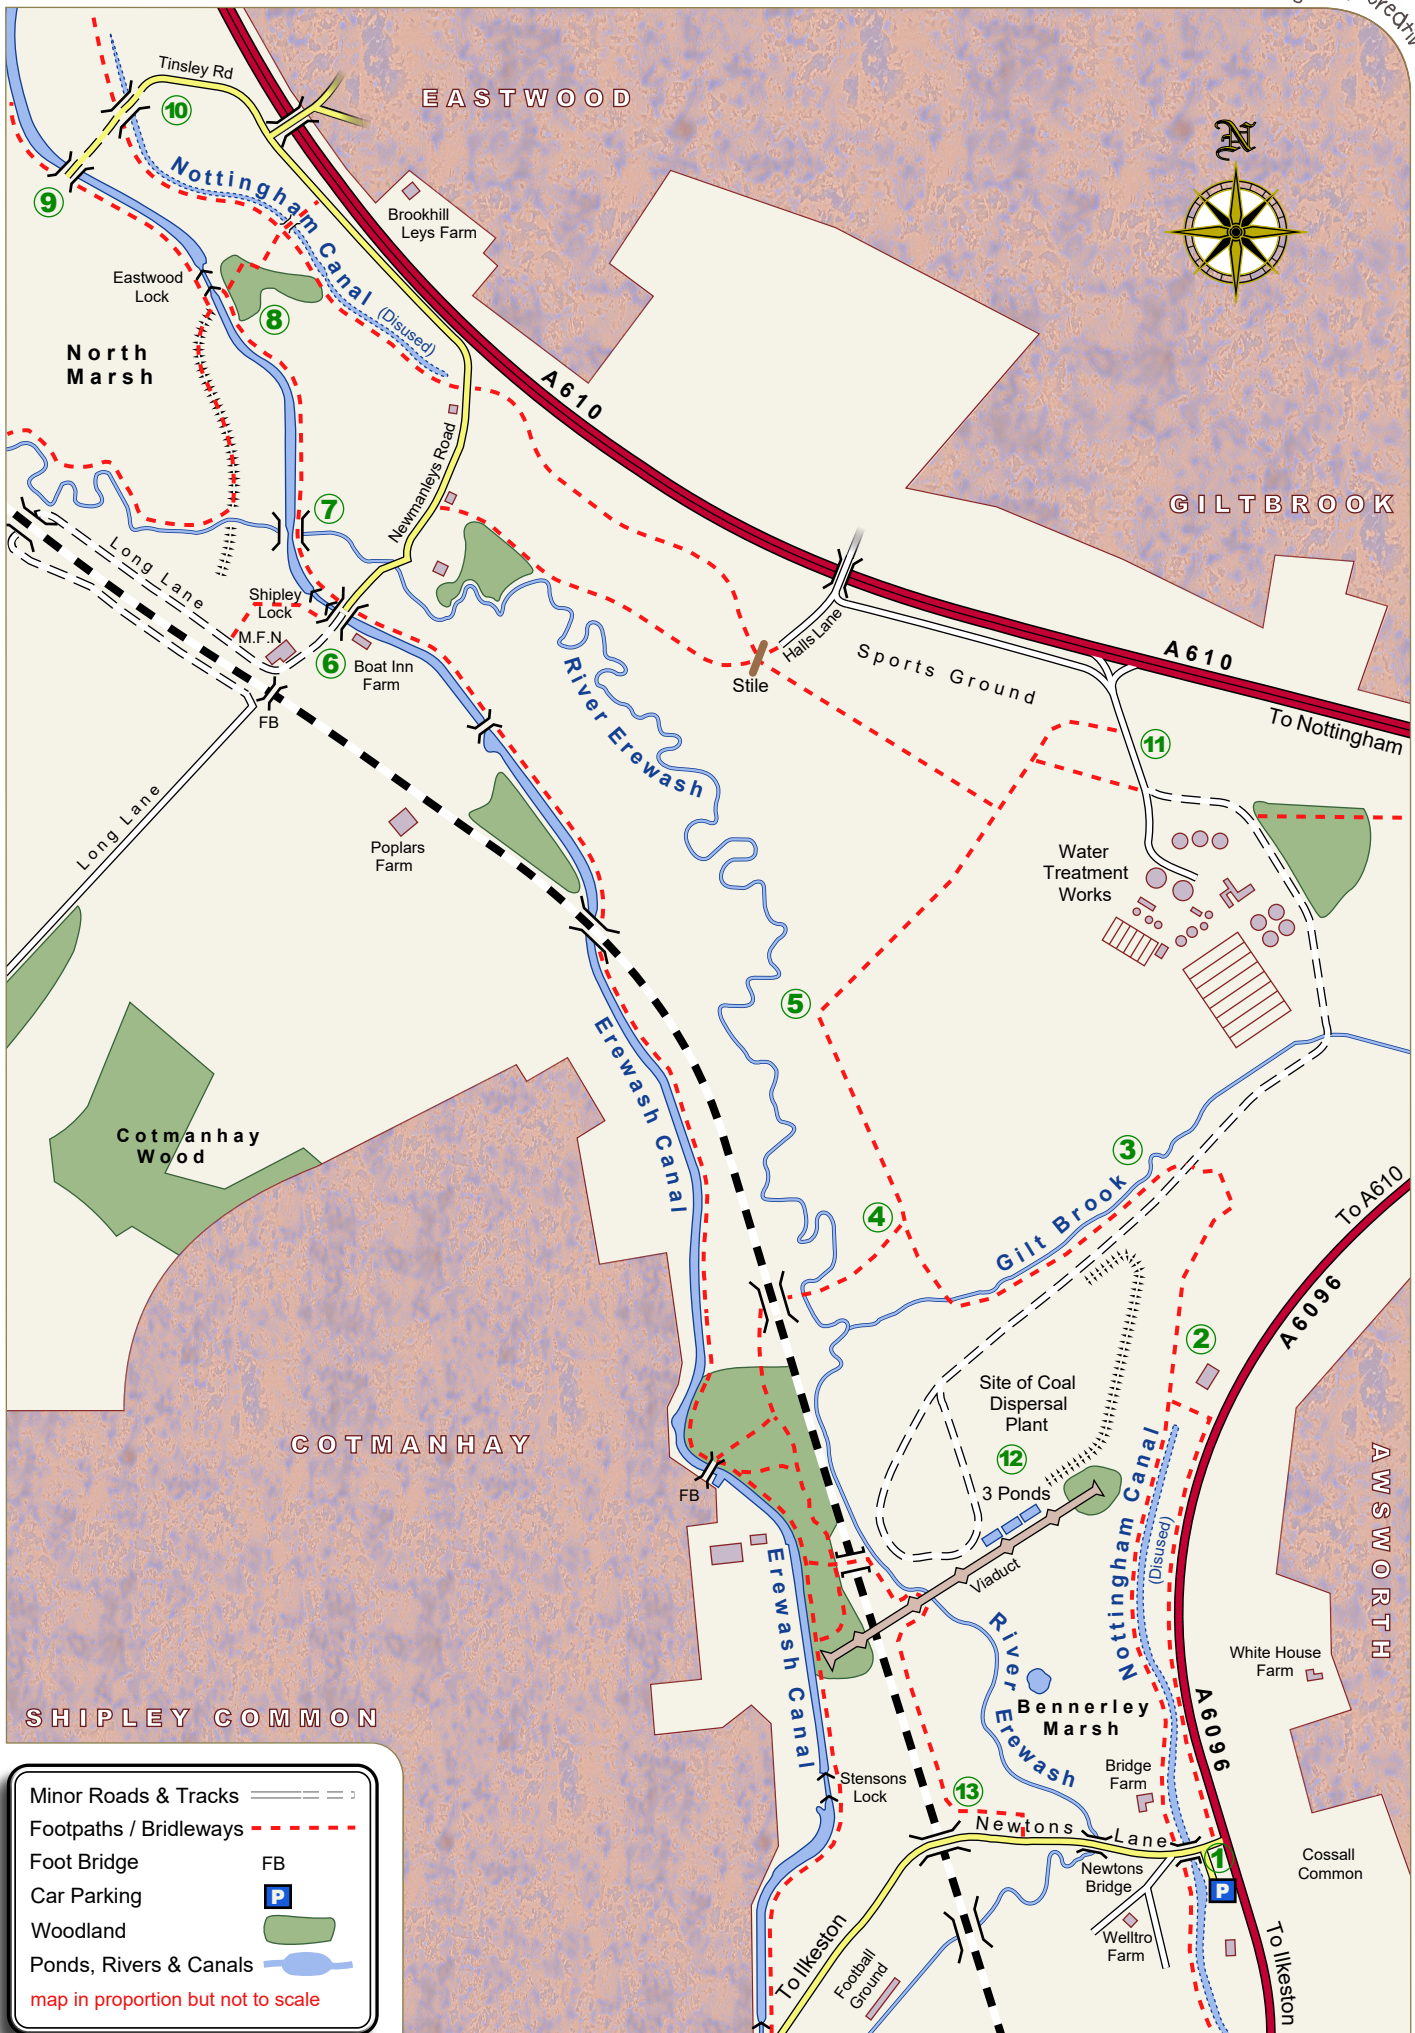 Tinsley Rd
EASTWOOD
10
N
Nottingham Canal
(Disused)
9
Brookhill
Leys Farm
Eastwood
Lock
8
North
Marsh
A610
Newmanleys Road
GILTBROOK
7
Long Lane
Shipley
Lock
M.F.N
6
Boat Inn
Farm
FB
Halls Lane
Stile
Sports Ground
A610
To Nottingham
River Erewash
11
Long Lane
Poplars
Farm
Water
Treatment
Works
5
Erewash Canal
Cotmanhay
Wood
3
4
Gilt Brook
To A610
A6096
2
Site of Coal
Dispersal
Plant
12
3 Ponds
COTMANHAY
FB
Nottingham Canal
(Disused)
AWSWORTH
Viaduct
Erewash Canal
River Erewash
White House
Farm
Bennerley
Marsh
A6096
SHIPLEY COMMON
Bridge
Farm
Stensons
Lock
13
Newtons Lane
1
P
Newtons
Bridge
Cossall
Common
Welltro
Farm
To Ilkeston
Football
Ground
To Ilkeston
Minor Roads & Tracks
Footpaths / Bridleways
Foot Bridge FB
Car Parking P
Woodland
Ponds, Rivers & Canals
map in proportion but not to scale